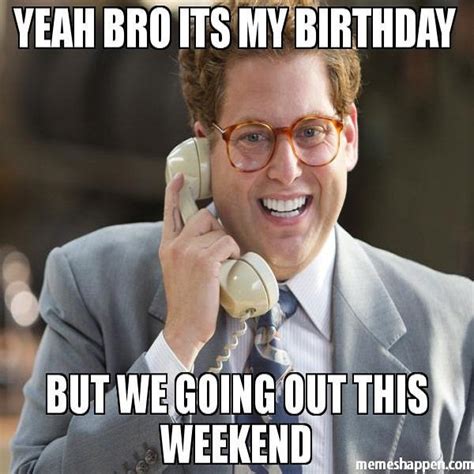 YEAH BRO ITS MY BIRTHDAY
BUT WE GOING OUT THIS
WEEKEND
memeshappen.com